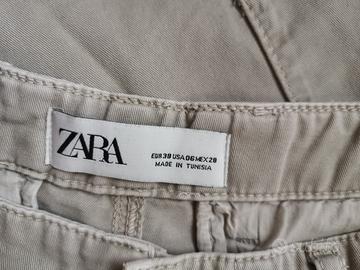 ZARA
EUR 38 USA 06 MEX 28
MADE IN TUNISIA